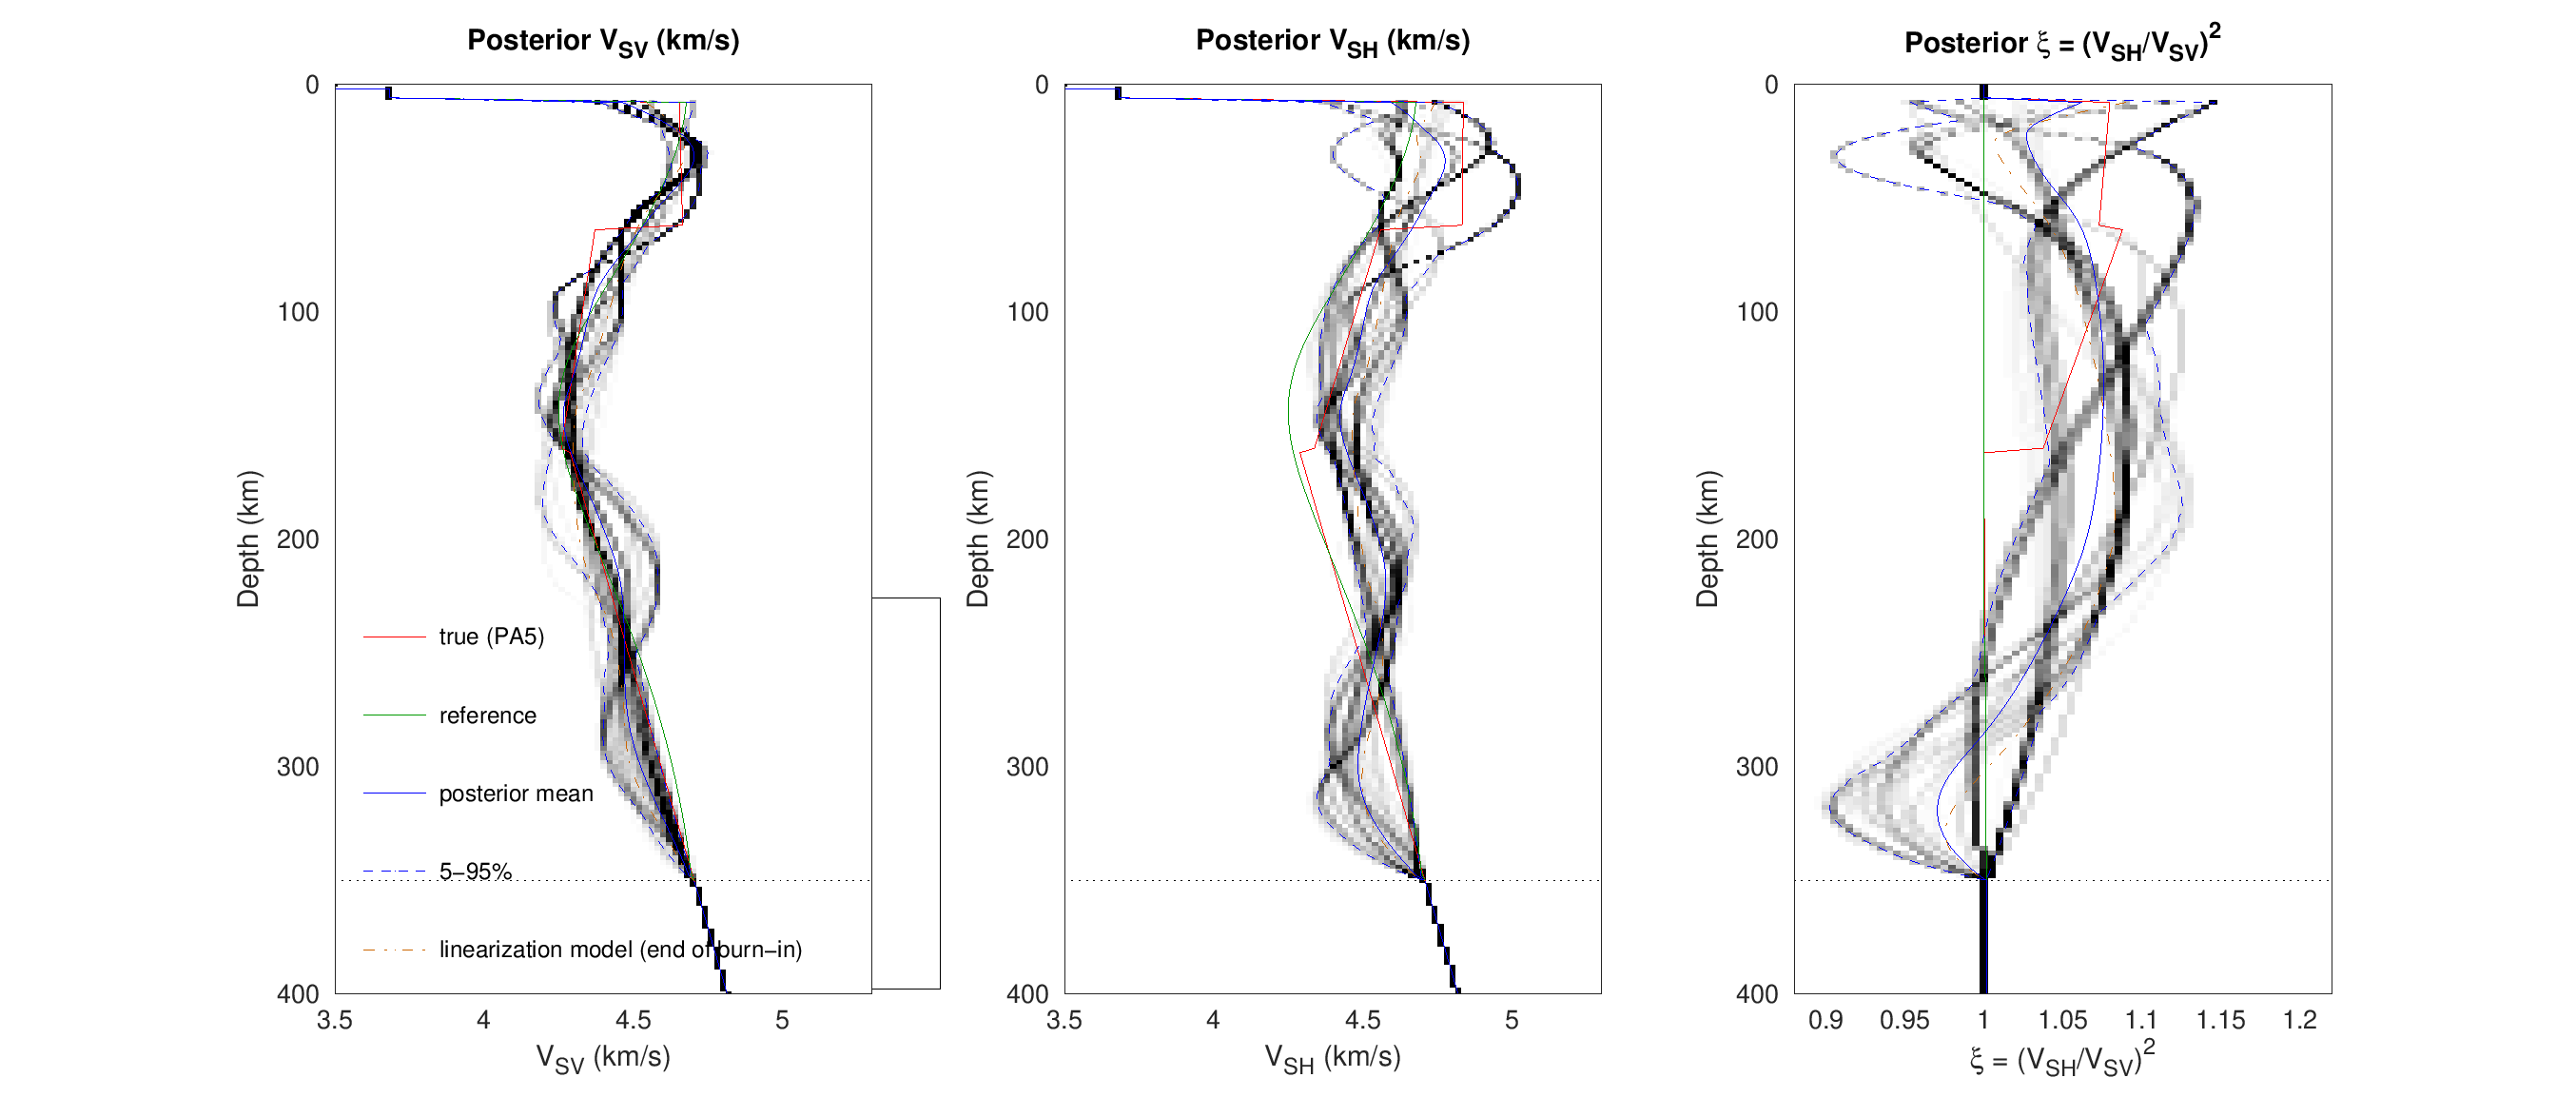 Posterior V_SV (km/s)
0
100
200
300
400
3.5
4
4.5
5
Depth (km)
V_SV (km/s)
true (PA5)
reference
posterior mean
5−95%
linearization model (end of burn−in)
Posterior V_SH (km/s)
0
100
200
300
400
3.5
4
4.5
5
Depth (km)
V_SH (km/s)
Posterior ξ = (V_SH/V_SV)^2
0
100
200
300
400
0.9
0.95
1
1.05
1.1
1.15
1.2
Depth (km)
ξ = (V_SH/V_SV)^2